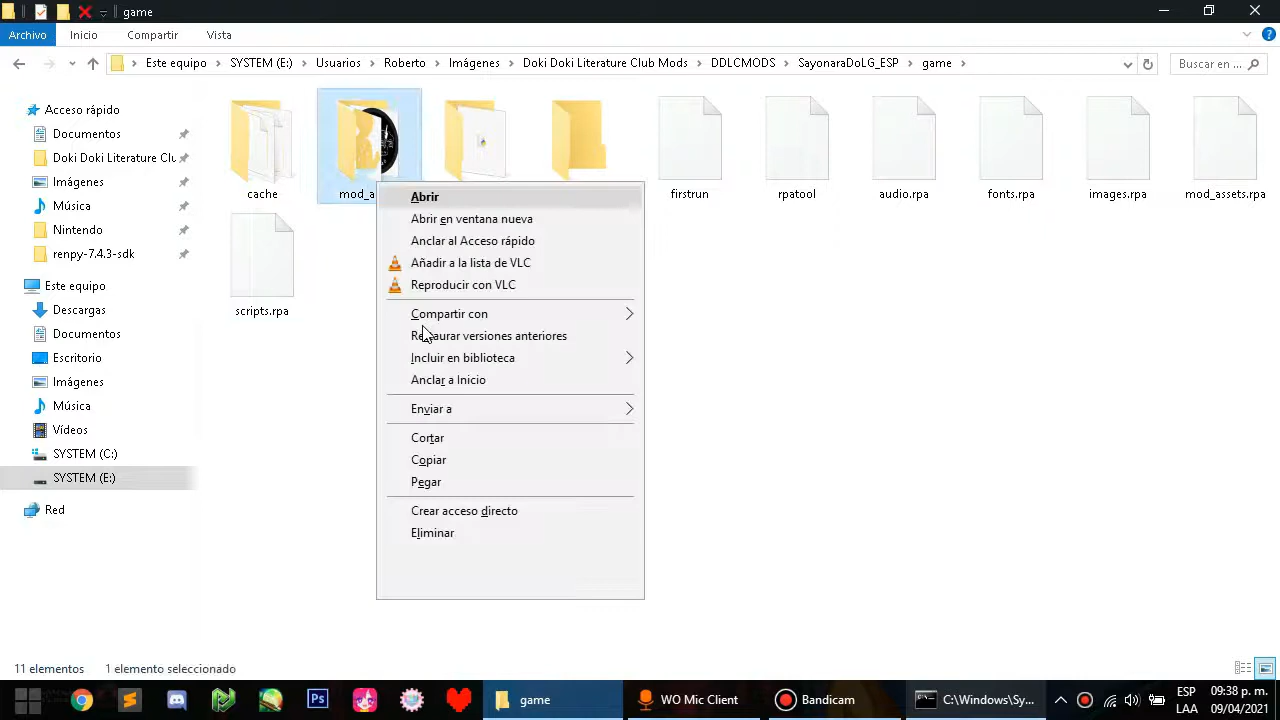 game
Archivo
Inicio
Compartir
Vista
Este equipo
SYSTEM (E:)
Usuarios
Roberto
Imágenes
Doki Doki Literature Club Mods
DDLCMODS
SayonaraDoLG_ESP
game
Buscar en ...
Acceso rápido
Documentos
Doki Doki Literature Clu
Imágenes
Música
Nintendo
renpy-7.4.3-sdk
Este equipo
Descargas
Documentos
Escritorio
Imágenes
Música
Vídeos
SYSTEM (C:)
SYSTEM (E:)
Red
cache
mod_a
firstrun
rpatool
audio.rpa
fonts.rpa
images.rpa
mod_assets.rpa
scripts.rpa
Abrir
Abrir en ventana nueva
Anclar al Acceso rápido
Añadir a la lista de VLC
Reproducir con VLC
Compartir con
Restaurar versiones anteriores
Incluir en biblioteca
Anclar a Inicio
Enviar a
Cortar
Copiar
Pegar
Crear acceso directo
Eliminar
11 elementos
1 elemento seleccionado
Ps
game
WO Mic Client
Bandicam
C:\Windows\Sy...
ESP
LAA
09:38 p. m.
09/04/2021